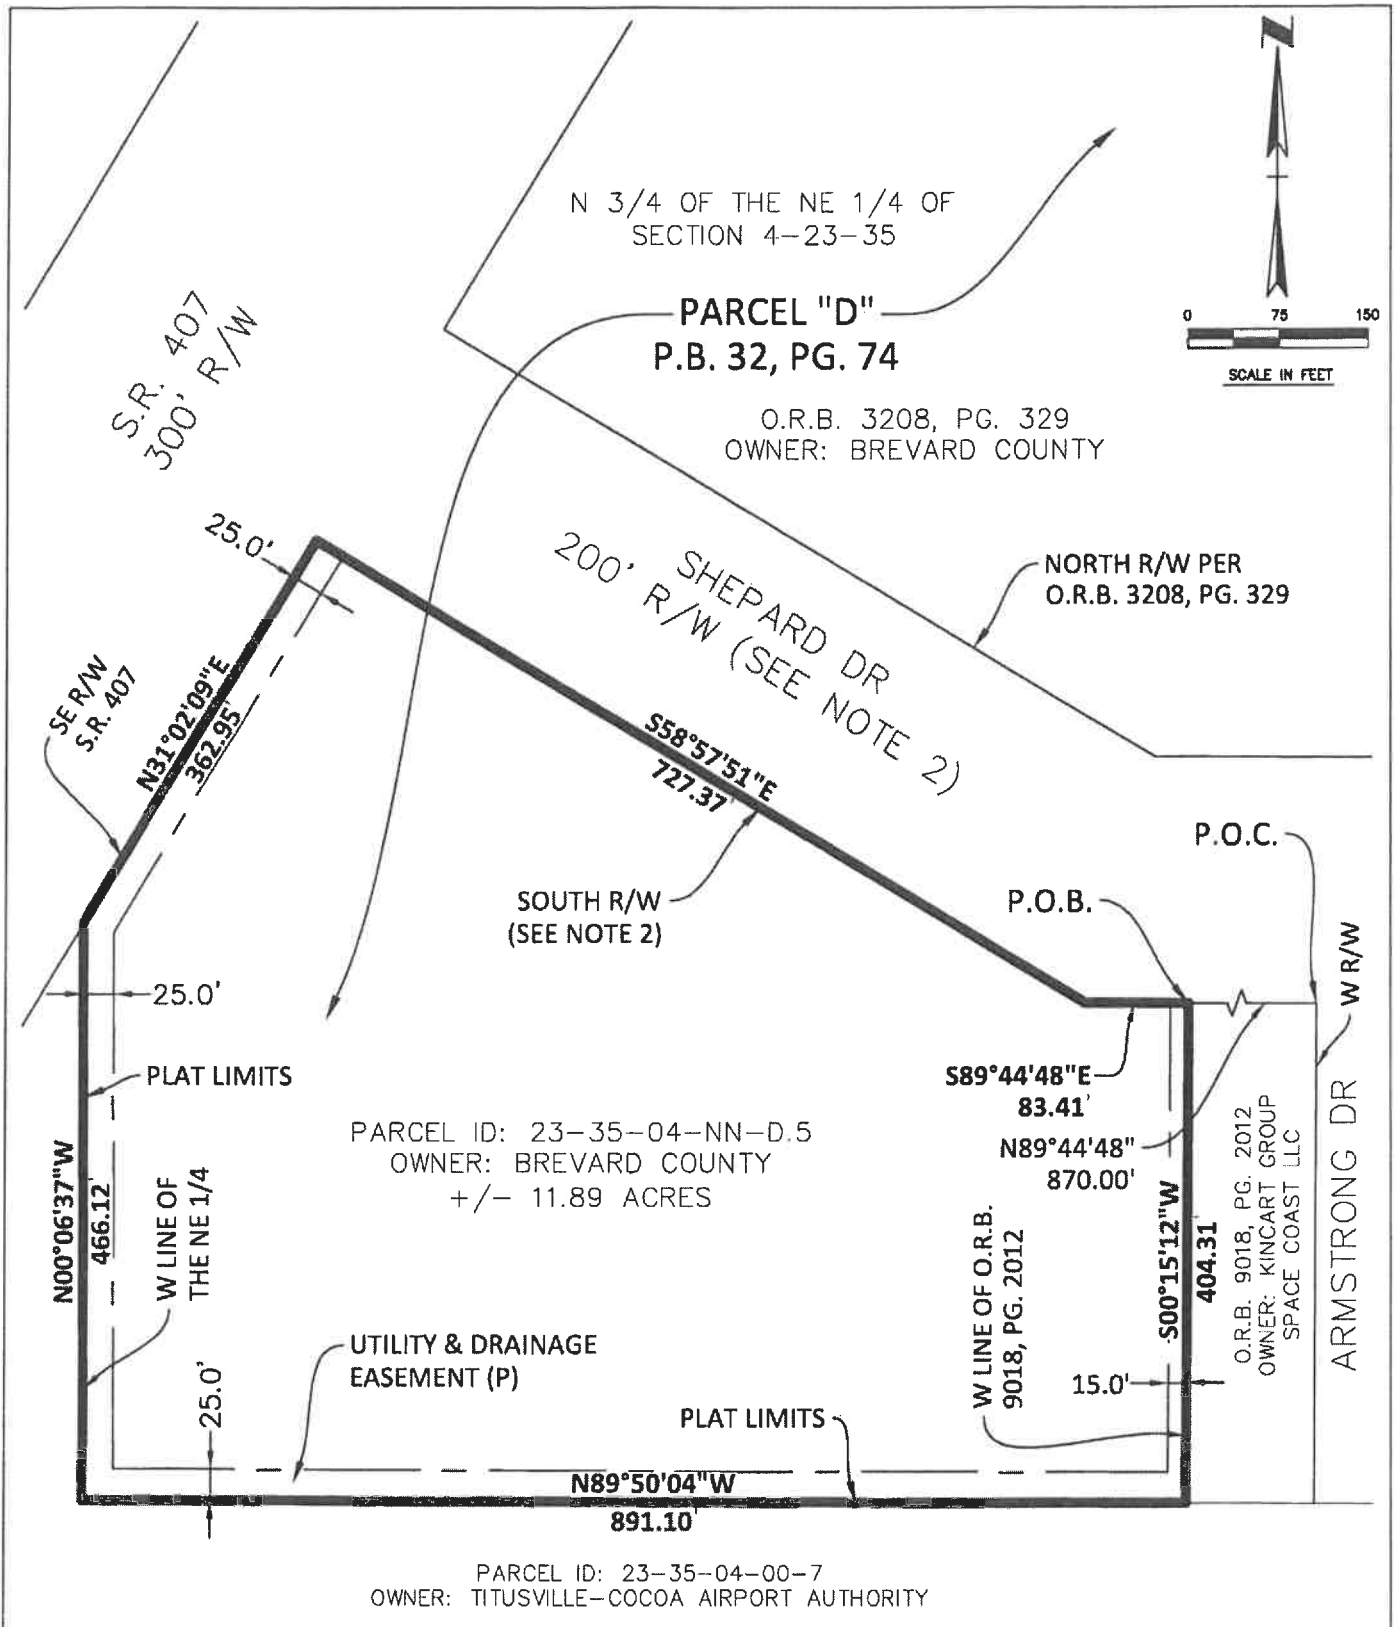 N
0 75 150
SCALE IN FEET
N 3/4 OF THE NE 1/4 OF
SECTION 4-23-35
PARCEL "D"
P.B. 32, PG. 74
O.R.B. 3208, PG. 329
OWNER: BREVARD COUNTY
S.R. 407
300' R/W
25.0'
SHEPARD DR
200' R/W (SEE NOTE 2)
NORTH R/W PER
O.R.B. 3208, PG. 329
SE R/W
S.R. 407
N31°02'09"E
362.95'
S58°57'51"E
727.37'
SOUTH R/W
(SEE NOTE 2)
P.O.C.
P.O.B.
W R/W
25.0'
PLAT LIMITS
S89°44'48"E
83.41'
N89°44'48"
870.00'
PARCEL ID: 23-35-04-NN-D.5
OWNER: BREVARD COUNTY
+/- 11.89 ACRES
N00°06'37"W
466.12'
W LINE OF
THE NE 1/4
S00°15'12"W
404.31
W LINE OF O.R.B.
9018, PG. 2012
O.R.B. 9018, PG. 2012
OWNER: KINCART GROUP
SPACE COAST LLC
ARMSTRONG DR
UTILITY & DRAINAGE
EASEMENT (P)
25.0'
15.0'
PLAT LIMITS
N89°50'04"W
891.10'
PARCEL ID: 23-35-04-00-7
OWNER: TITUSVILLE-COCOA AIRPORT AUTHORITY